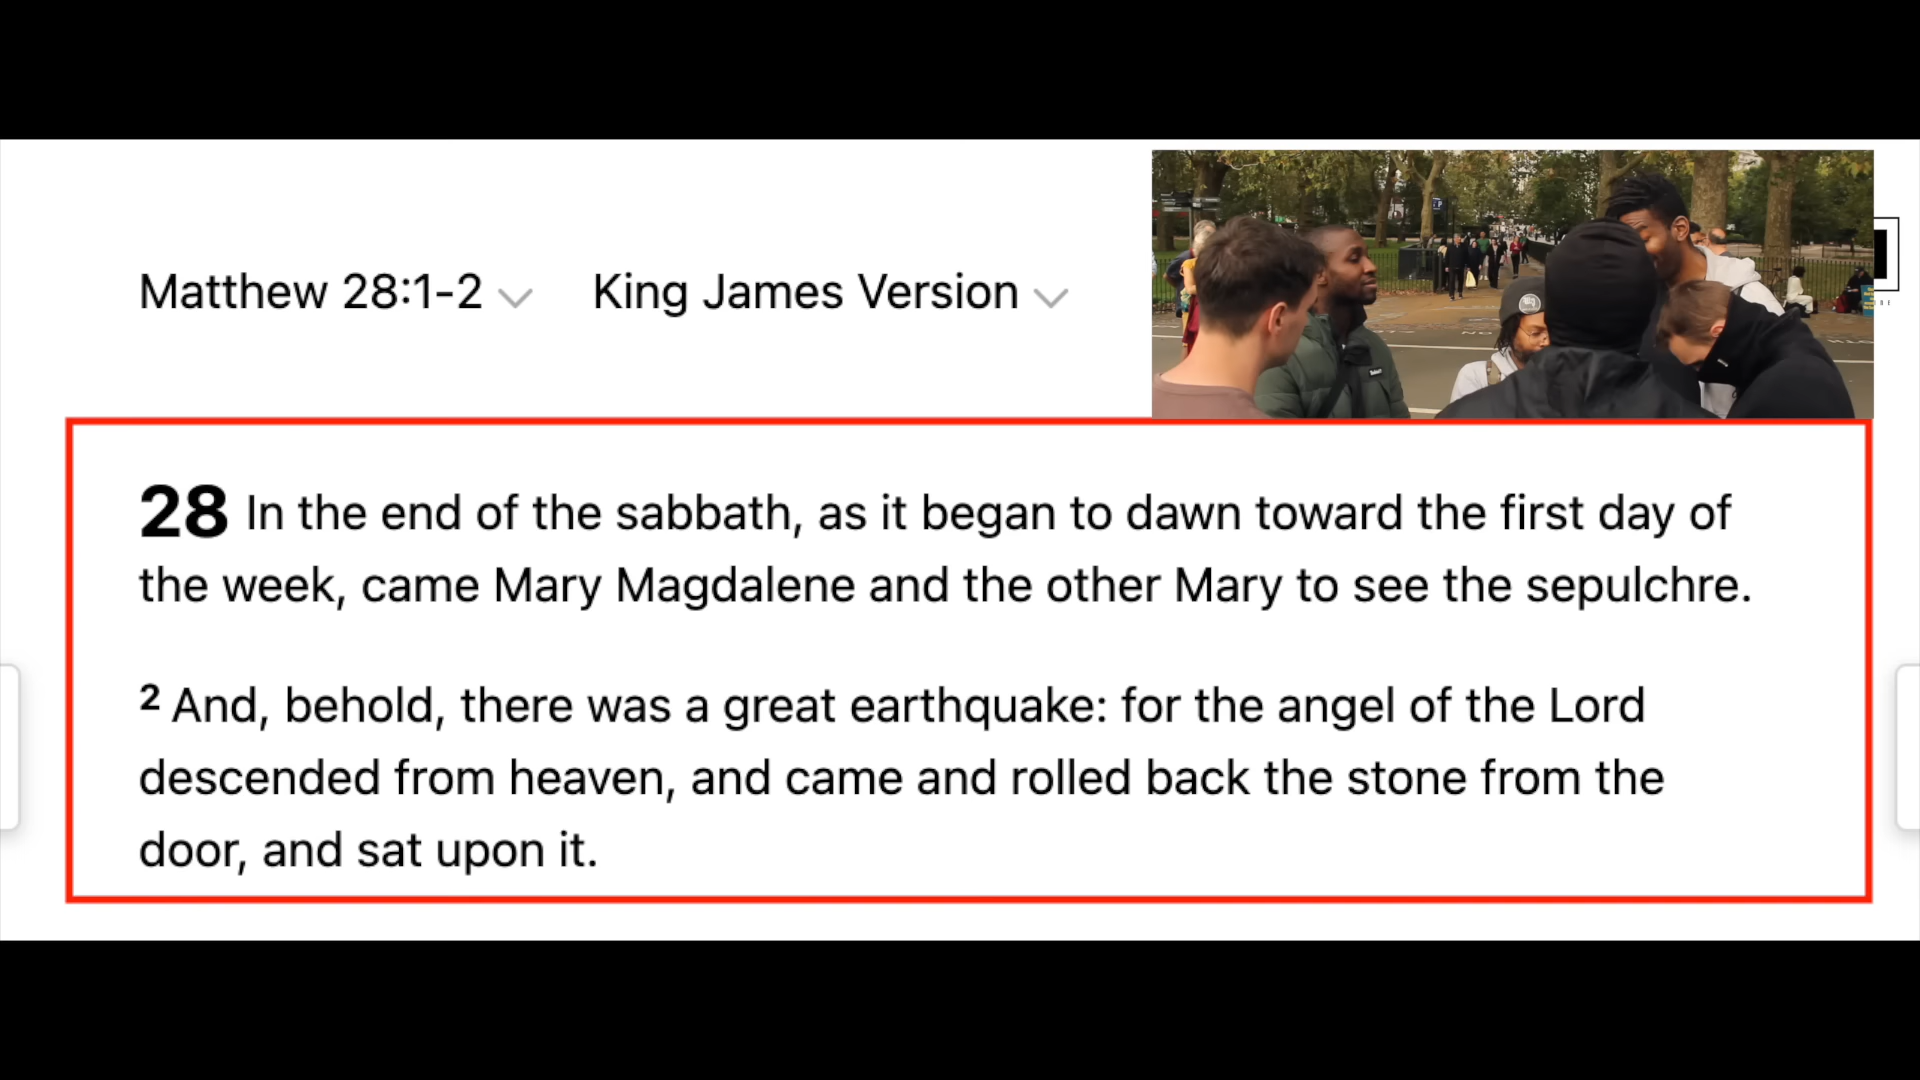 Matthew 28:1-2 King James Version
28 In the end of the sabbath, as it began to dawn toward the first day of
the week, came Mary Magdalene and the other Mary to see the sepulchre.
2 And, behold, there was a great earthquake: for the angel of the Lord
descended from heaven, and came and rolled back the stone from the
door, and sat upon it.